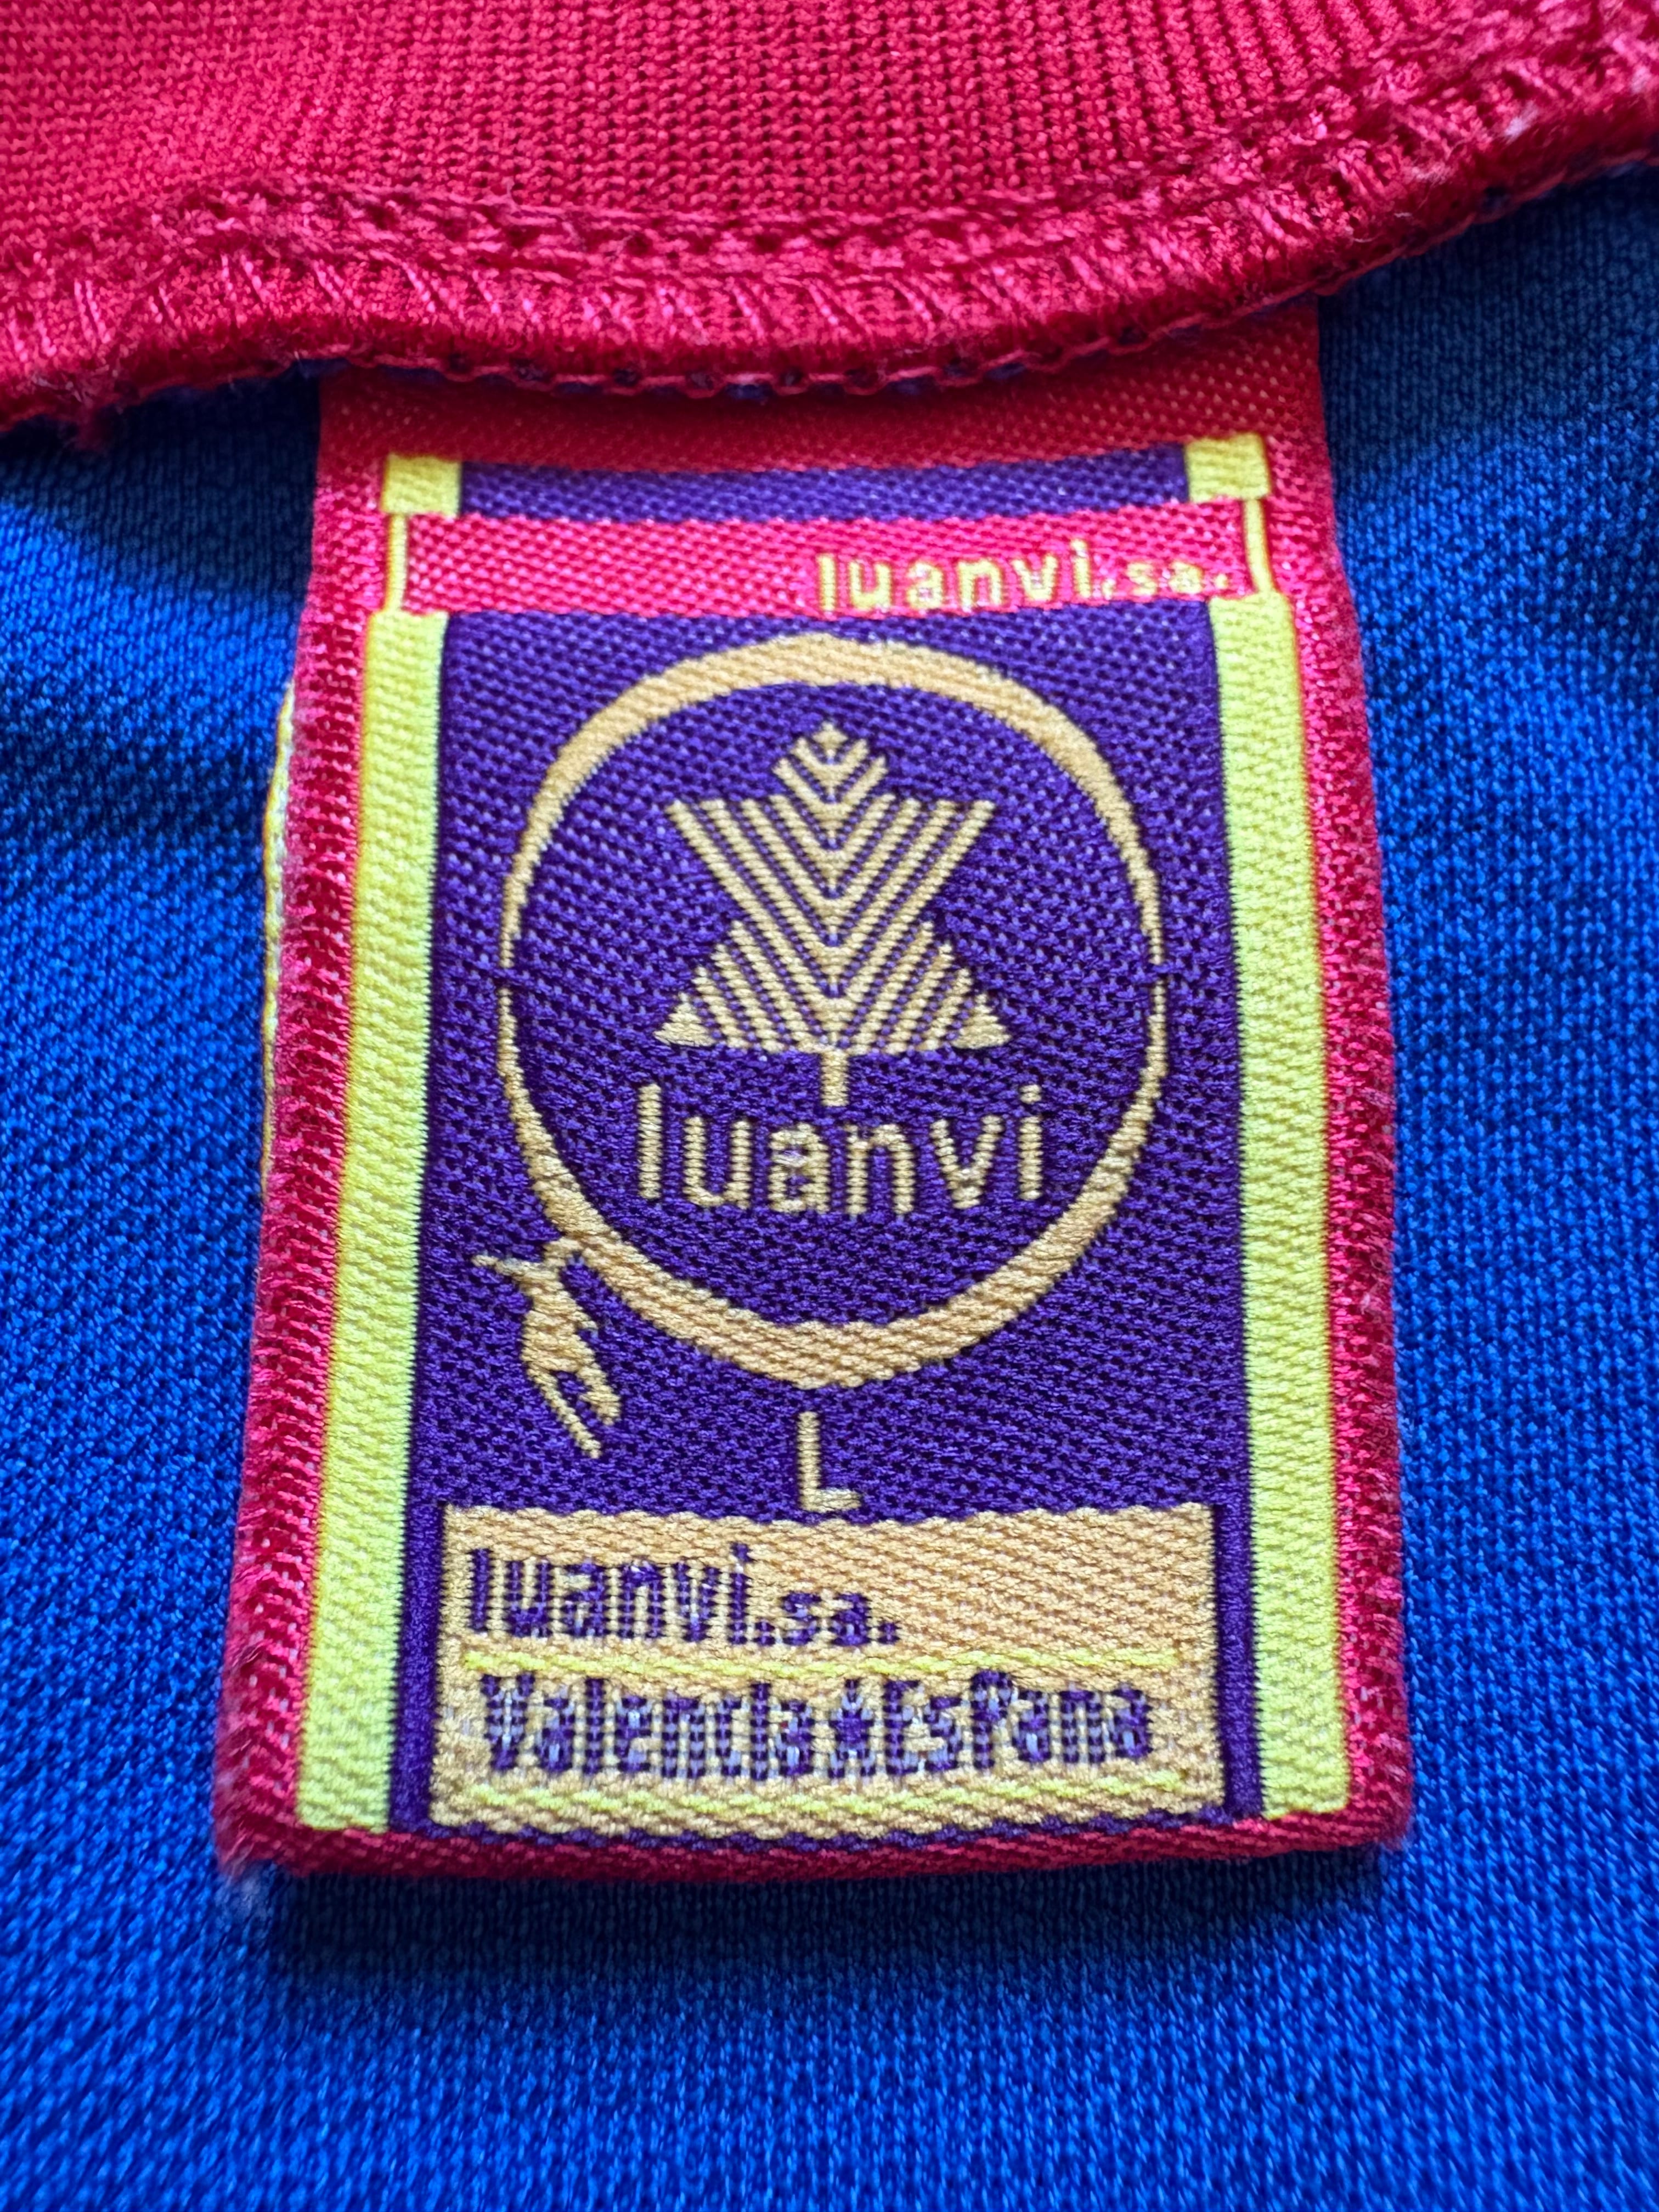 luanvi.sa.
luanvi
L
luanvi.sa.
Valencia España